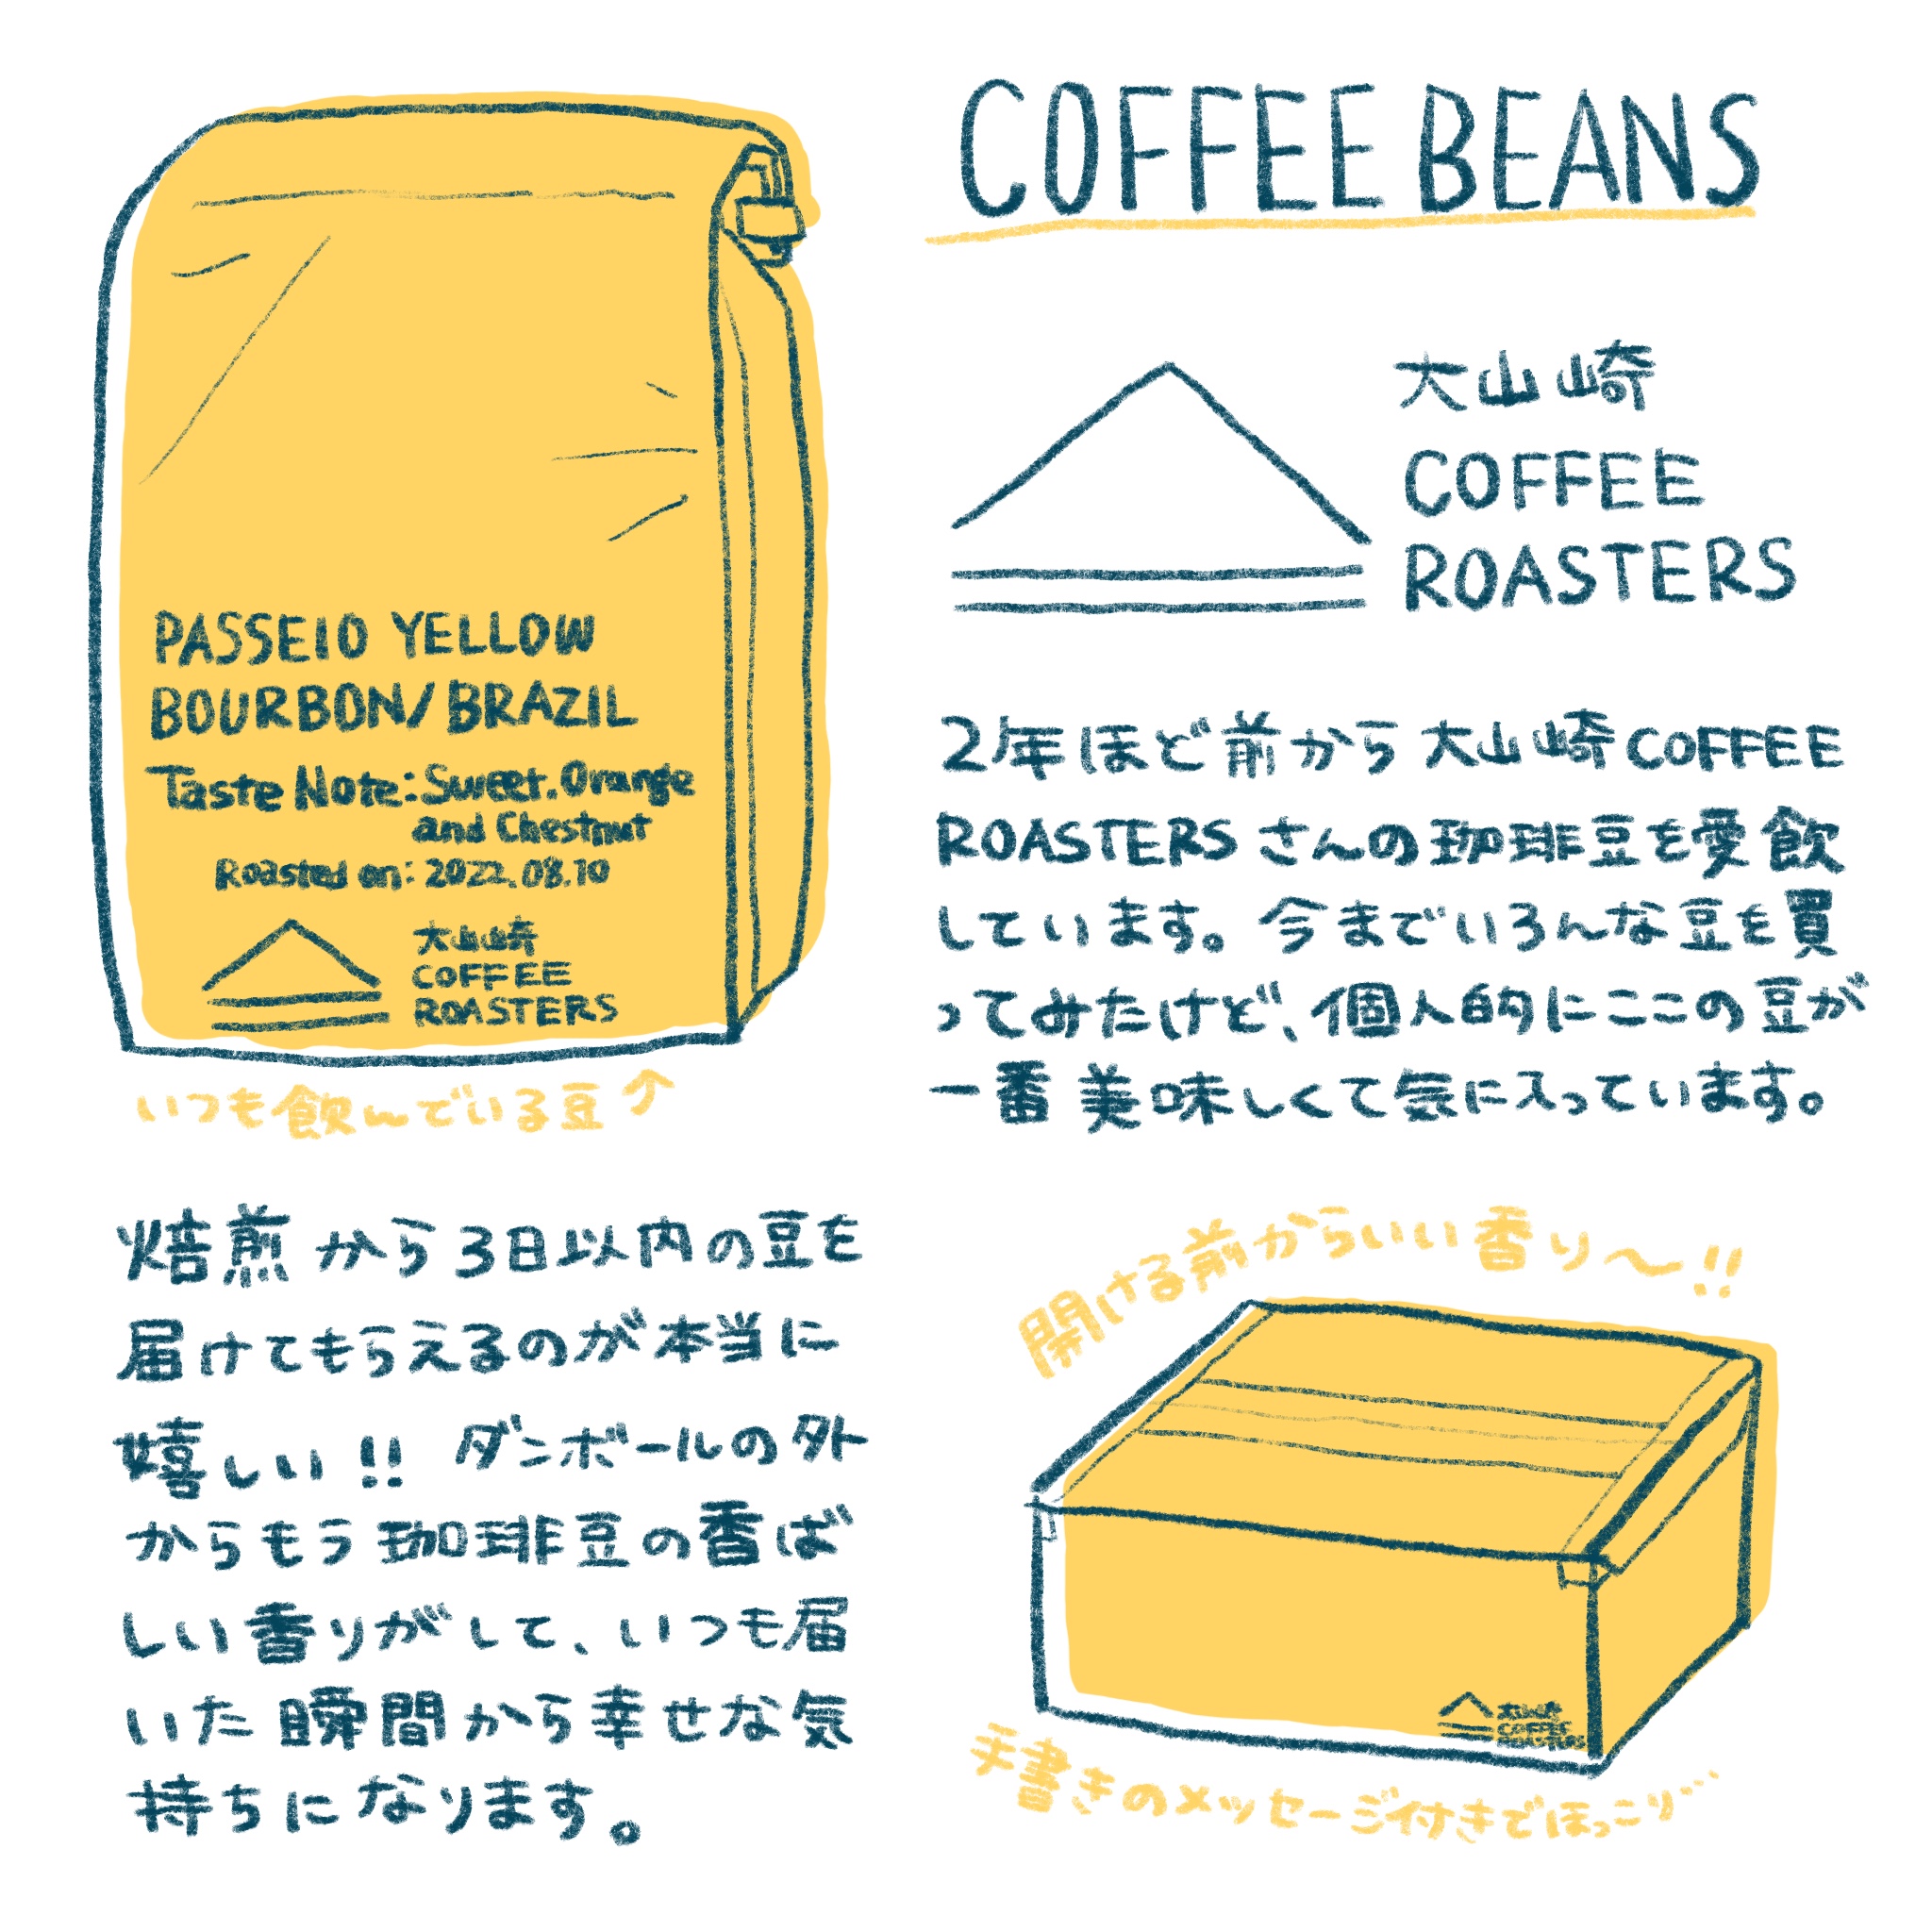 COFFEE BEANS
大山崎
COFFEE
ROASTERS
PASSEIO YELLOW
BOURBON/BRAZIL
Taste Note: Sweet. Orange
and Chestnut
Roasted on: 2022.08.10
大山崎
COFFEE
ROASTERS
いつも飲んでいる豆↑
2年ほど前から大山崎COFFEE
ROASTERSさんの珈琲豆を愛飲
しています。今までいろんな豆を買
ってみたけど、個人的にここの豆が
一番美味しくて気に入っています。
焙煎から3日以内の豆を
届けてもらえるのが本当に
嬉しい!! ダンボールの外
からもう珈琲豆の香ば
しい香りがして、いつも届
いた瞬間から幸せな気
持ちになります。
開ける前からいい香り〜!!
大山崎
COFFEE
ROASTERS
手書きのメッセージ付きでほっこり…